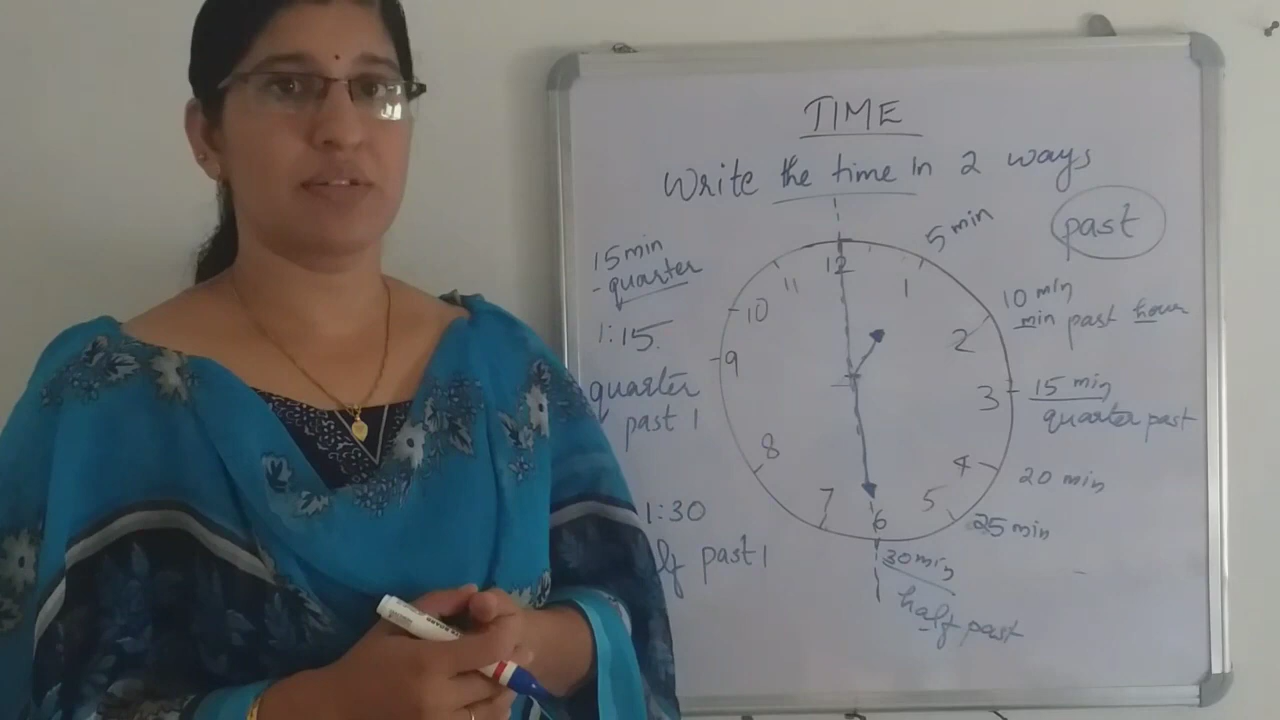 TIME
Write the time In 2 ways
past
15 min
- quarter
1:15.
quarter
past 1
1:30
lf past 1
12
1
2
3
4
5
6
7
8
9
10
11
5 min
10 min
min past hour
15 min
quarter past
20 min
25 min
30 min
half past